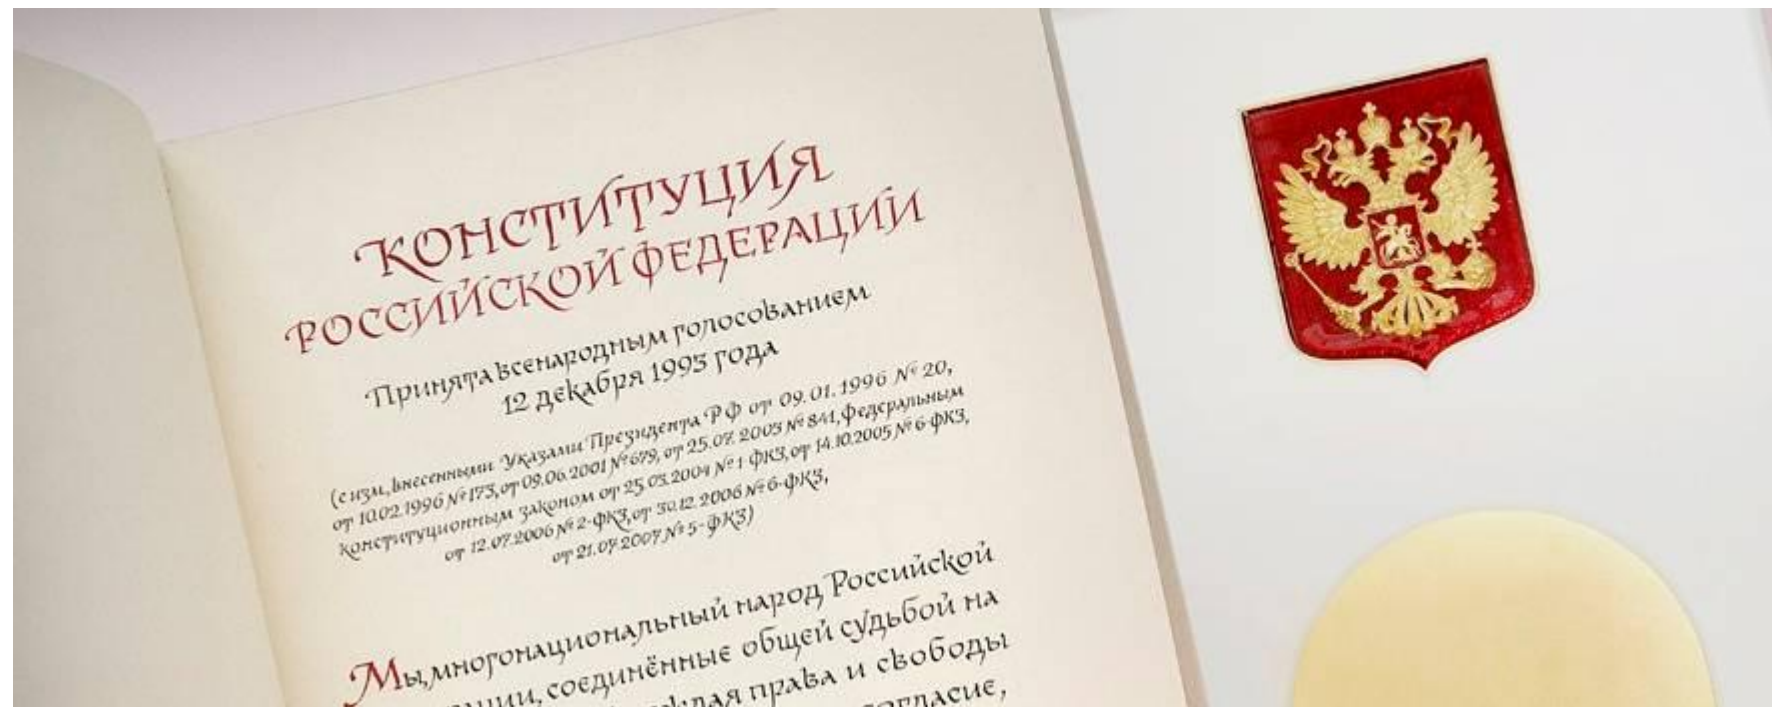 КОНСТИТУЦИЯ
РОССИЙСКОЙ ФЕДЕРАЦИИ
Принята всенародным голосованием
12 декабря 1993 года
(с изм., внесенными Указами Президента РФ от 09.01.1996 № 20,
от 10.02.1996 № 173, от 09.06.2001 № 679, от 25.07.2003 № 841, федеральным
конституционным законом от 25.03.2004 № 1-ФКЗ, от 14.10.2005 № 6-ФКЗ,
от 12.07.2006 № 2-ФКЗ, от 30.12.2006 № 6-ФКЗ,
от 21.07.2007 № 5-ФКЗ)
Мы, многонациональный народ Российской
соединённые общей судьбой на
права и свободы
согласие,